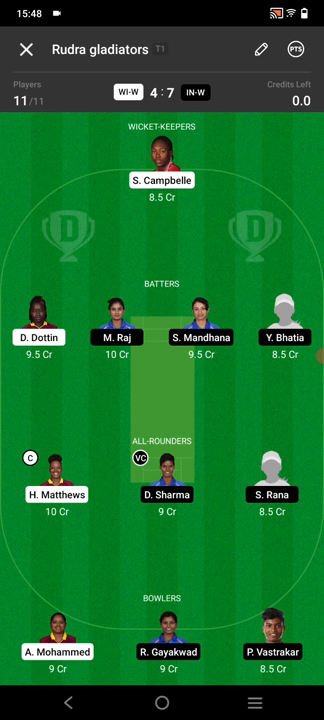 15:48
Rudra gladiators T1
PTS
Players
Credits Left
11/11
WI-W 4 : 7 IN-W
0.0
WICKET-KEEPERS
S. Campbelle
8.5 Cr
D D
BATTERS
D. Dottin M. Raj S. Mandhana Y. Bhatia
9.5 Cr 10 Cr 9.5 Cr 8.5 Cr
ALL-ROUNDERS
C VC
H. Matthews D. Sharma S. Rana
10 Cr 9 Cr 8.5 Cr
BOWLERS
A. Mohammed R. Gayakwad P. Vastrakar
9 Cr 9 Cr 8.5 Cr